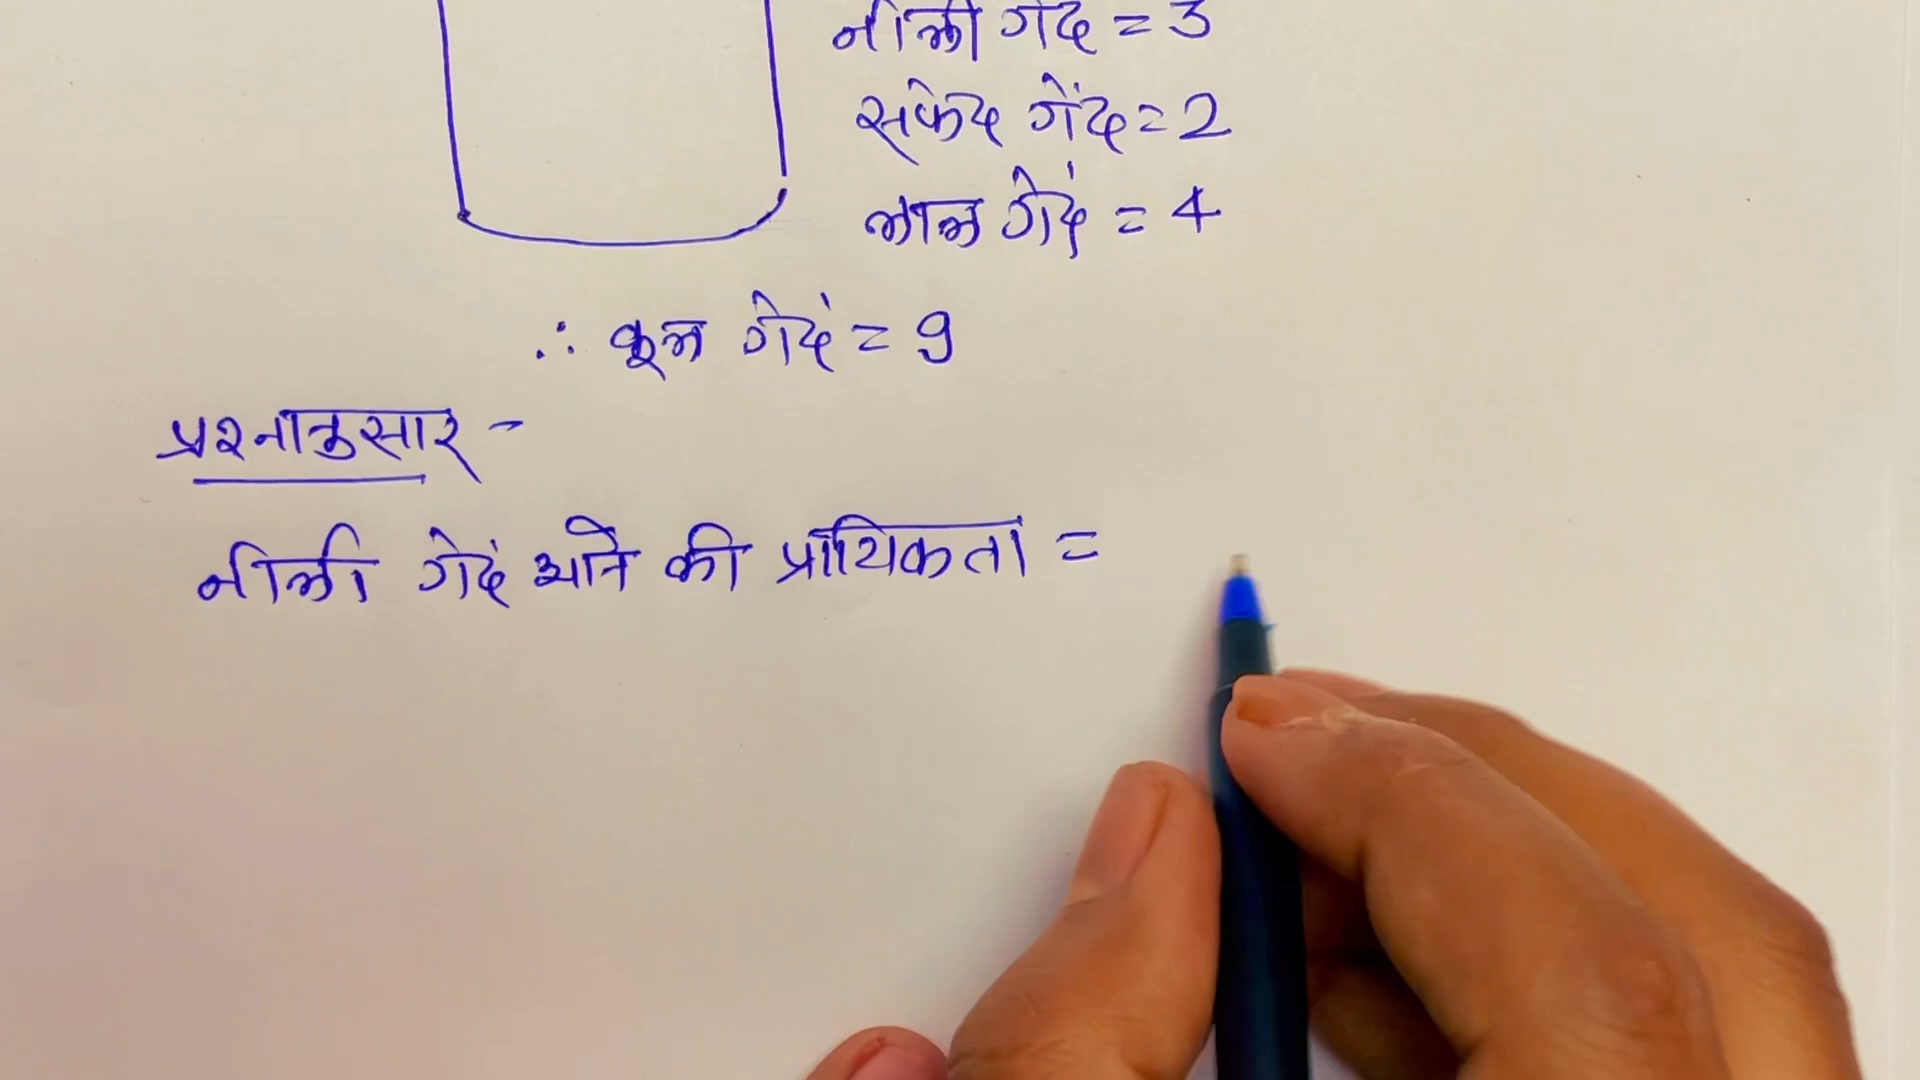 नीली गेंद = 3
सफेद गेंद = 2
लाल गेदं = 4
∴ कुल गेदं = 9
प्रश्नानुसार -
नीली गेदं आने की प्रायिकता =